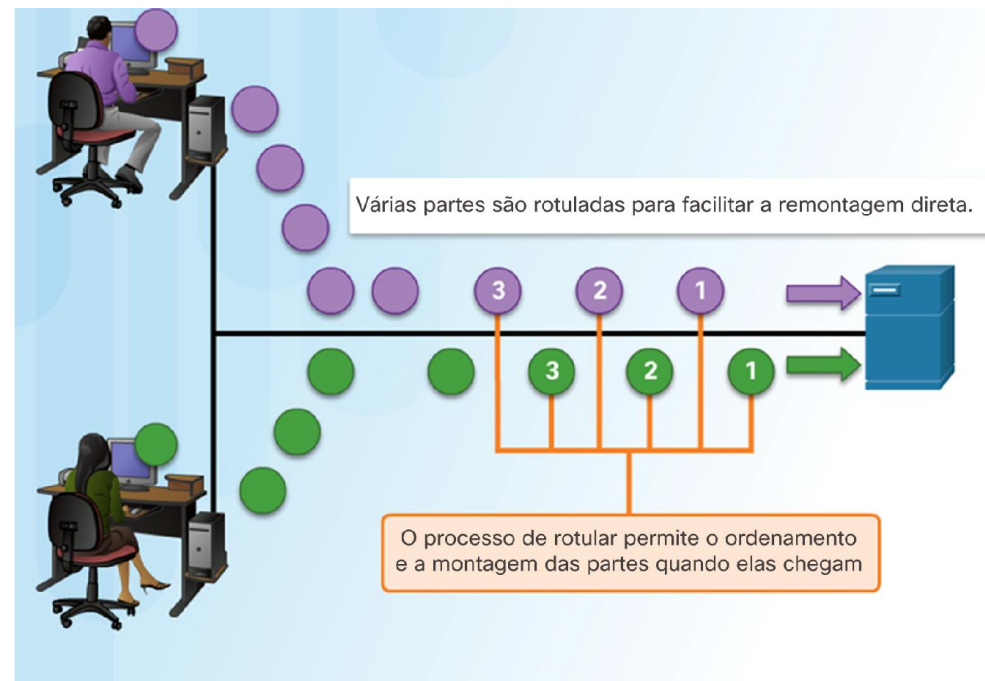 Várias partes são rotuladas para facilitar a remontagem direta.
3 2 1
3 2 1
O processo de rotular permite o ordenamento
e a montagem das partes quando elas chegam